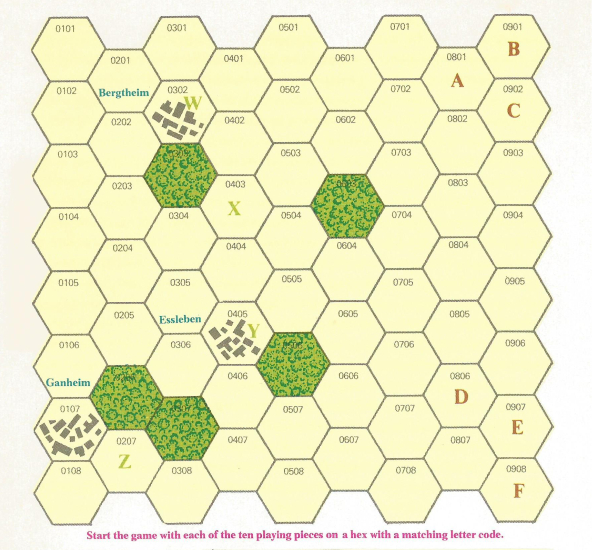 0101 0301 0501 0701 0901
B
0201 0401 0601 0801
A
0102 0302 0502 0702 0902
Bergtheim
W
C
0202 0402 0602 0802
0103 0503 0703 0903
0203 0403 0803
X
0104 0304 0504 0704 0904
0204 0404 0604 0804
0105 0305 0505 0705 0905
0205 0405 0605 0805
Essleben
Y
0106 0306 0706 0906
0406 0606 0806
Ganheim
D
0107 0507 0707 0907
E
0207 0407 0607 0807
Z
0108 0308 0508 0708 0908
F
Start the game with each of the ten playing pieces on a hex with a matching letter code.